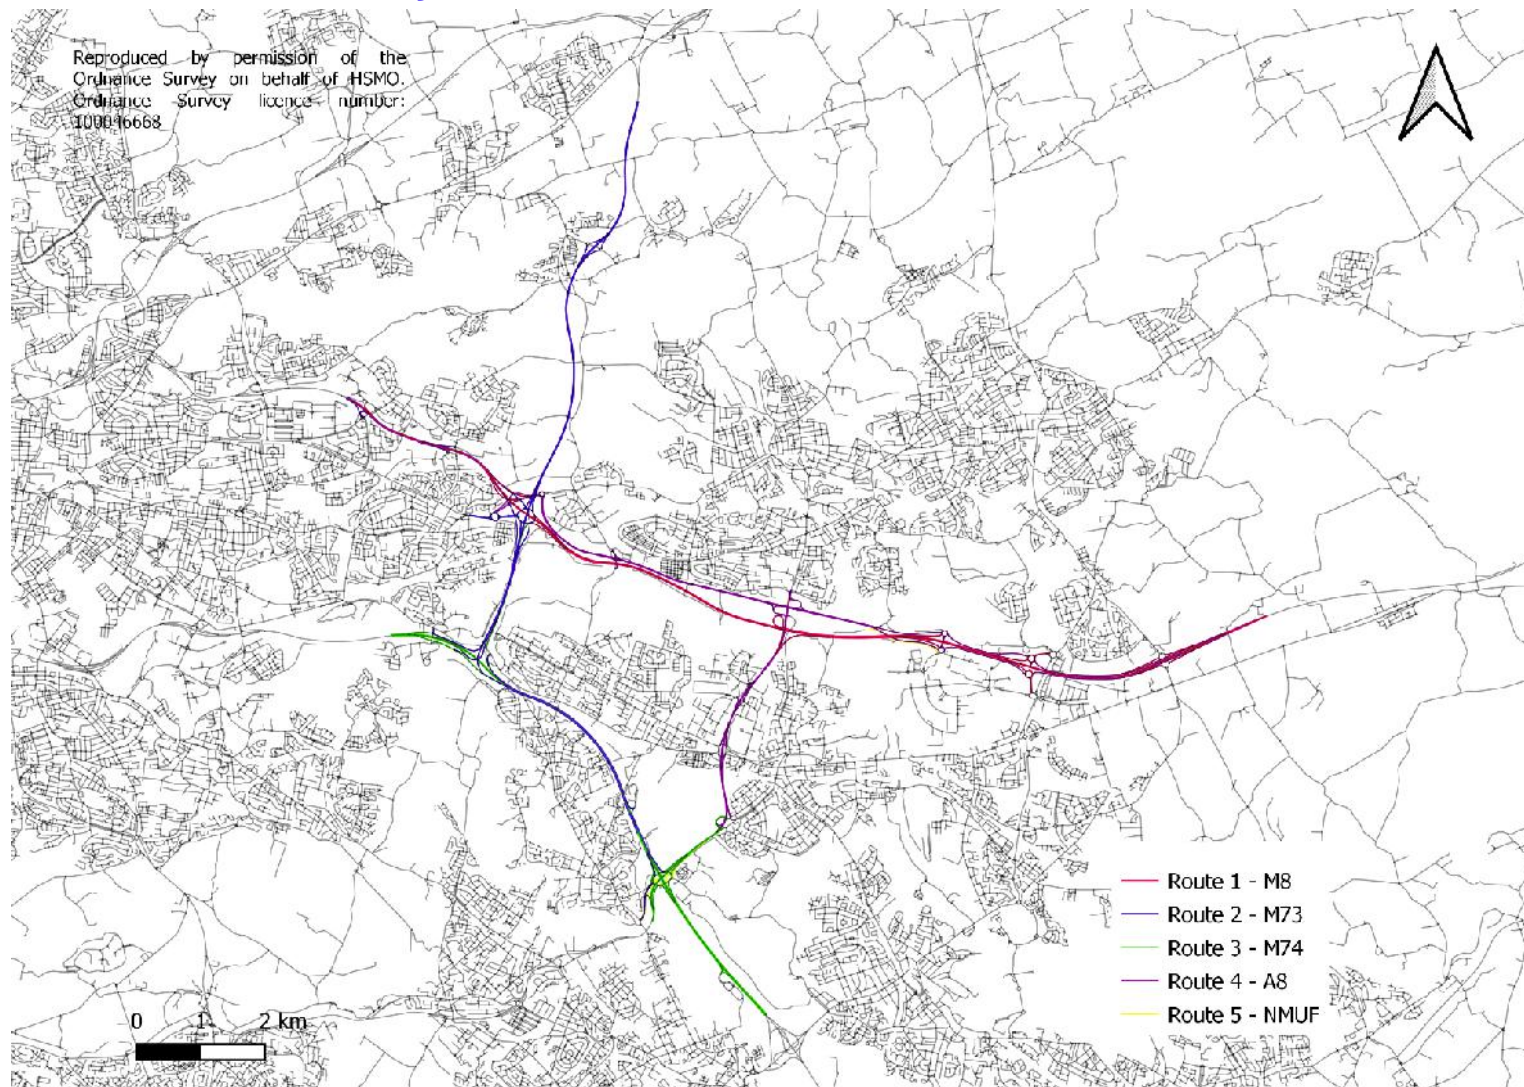 Reproduced by permission of the
Ordnance Survey on behalf of HSMO.
Ordnance Survey licence number:
100046668
Route 1 - M8
Route 2 - M73
Route 3 - M74
Route 4 - A8
Route 5 - NMUF
0 1 2 km